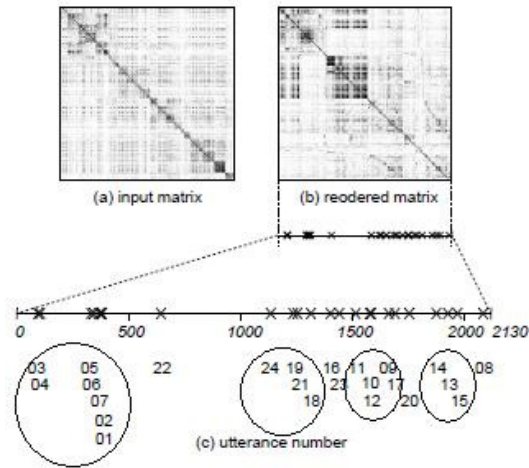 (a) input matrix (b) reodered matrix
0 500 1000 1500 2000 2130
03 05 22 24 19 16 11 09 14 08
04 06 21 23 10 17 13
07 18 12 20 15
02
01
(c) utterance number